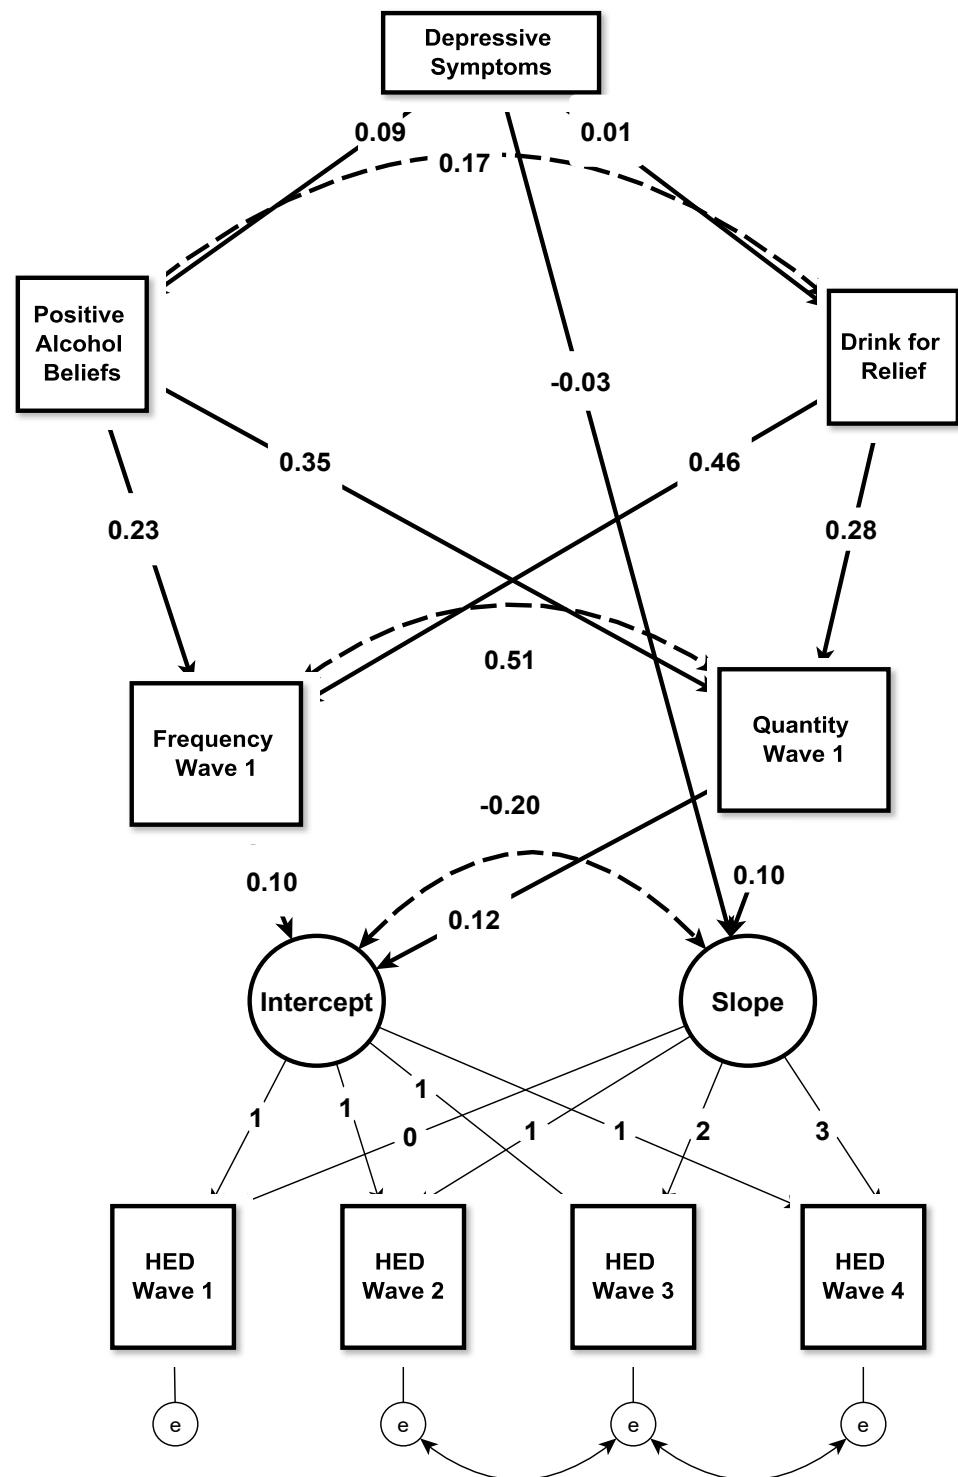 Depressive
Symptoms
0.09
0.01
0.17
Positive
Alcohol
Beliefs
Drink for
Relief
-0.03
0.35
0.46
0.23
0.28
0.51
Frequency
Wave 1
Quantity
Wave 1
-0.20
0.10
0.10
0.12
Intercept
Slope
1
1
1
0
1
1
2
3
HED
Wave 1
HED
Wave 2
HED
Wave 3
HED
Wave 4
e
e
e
e